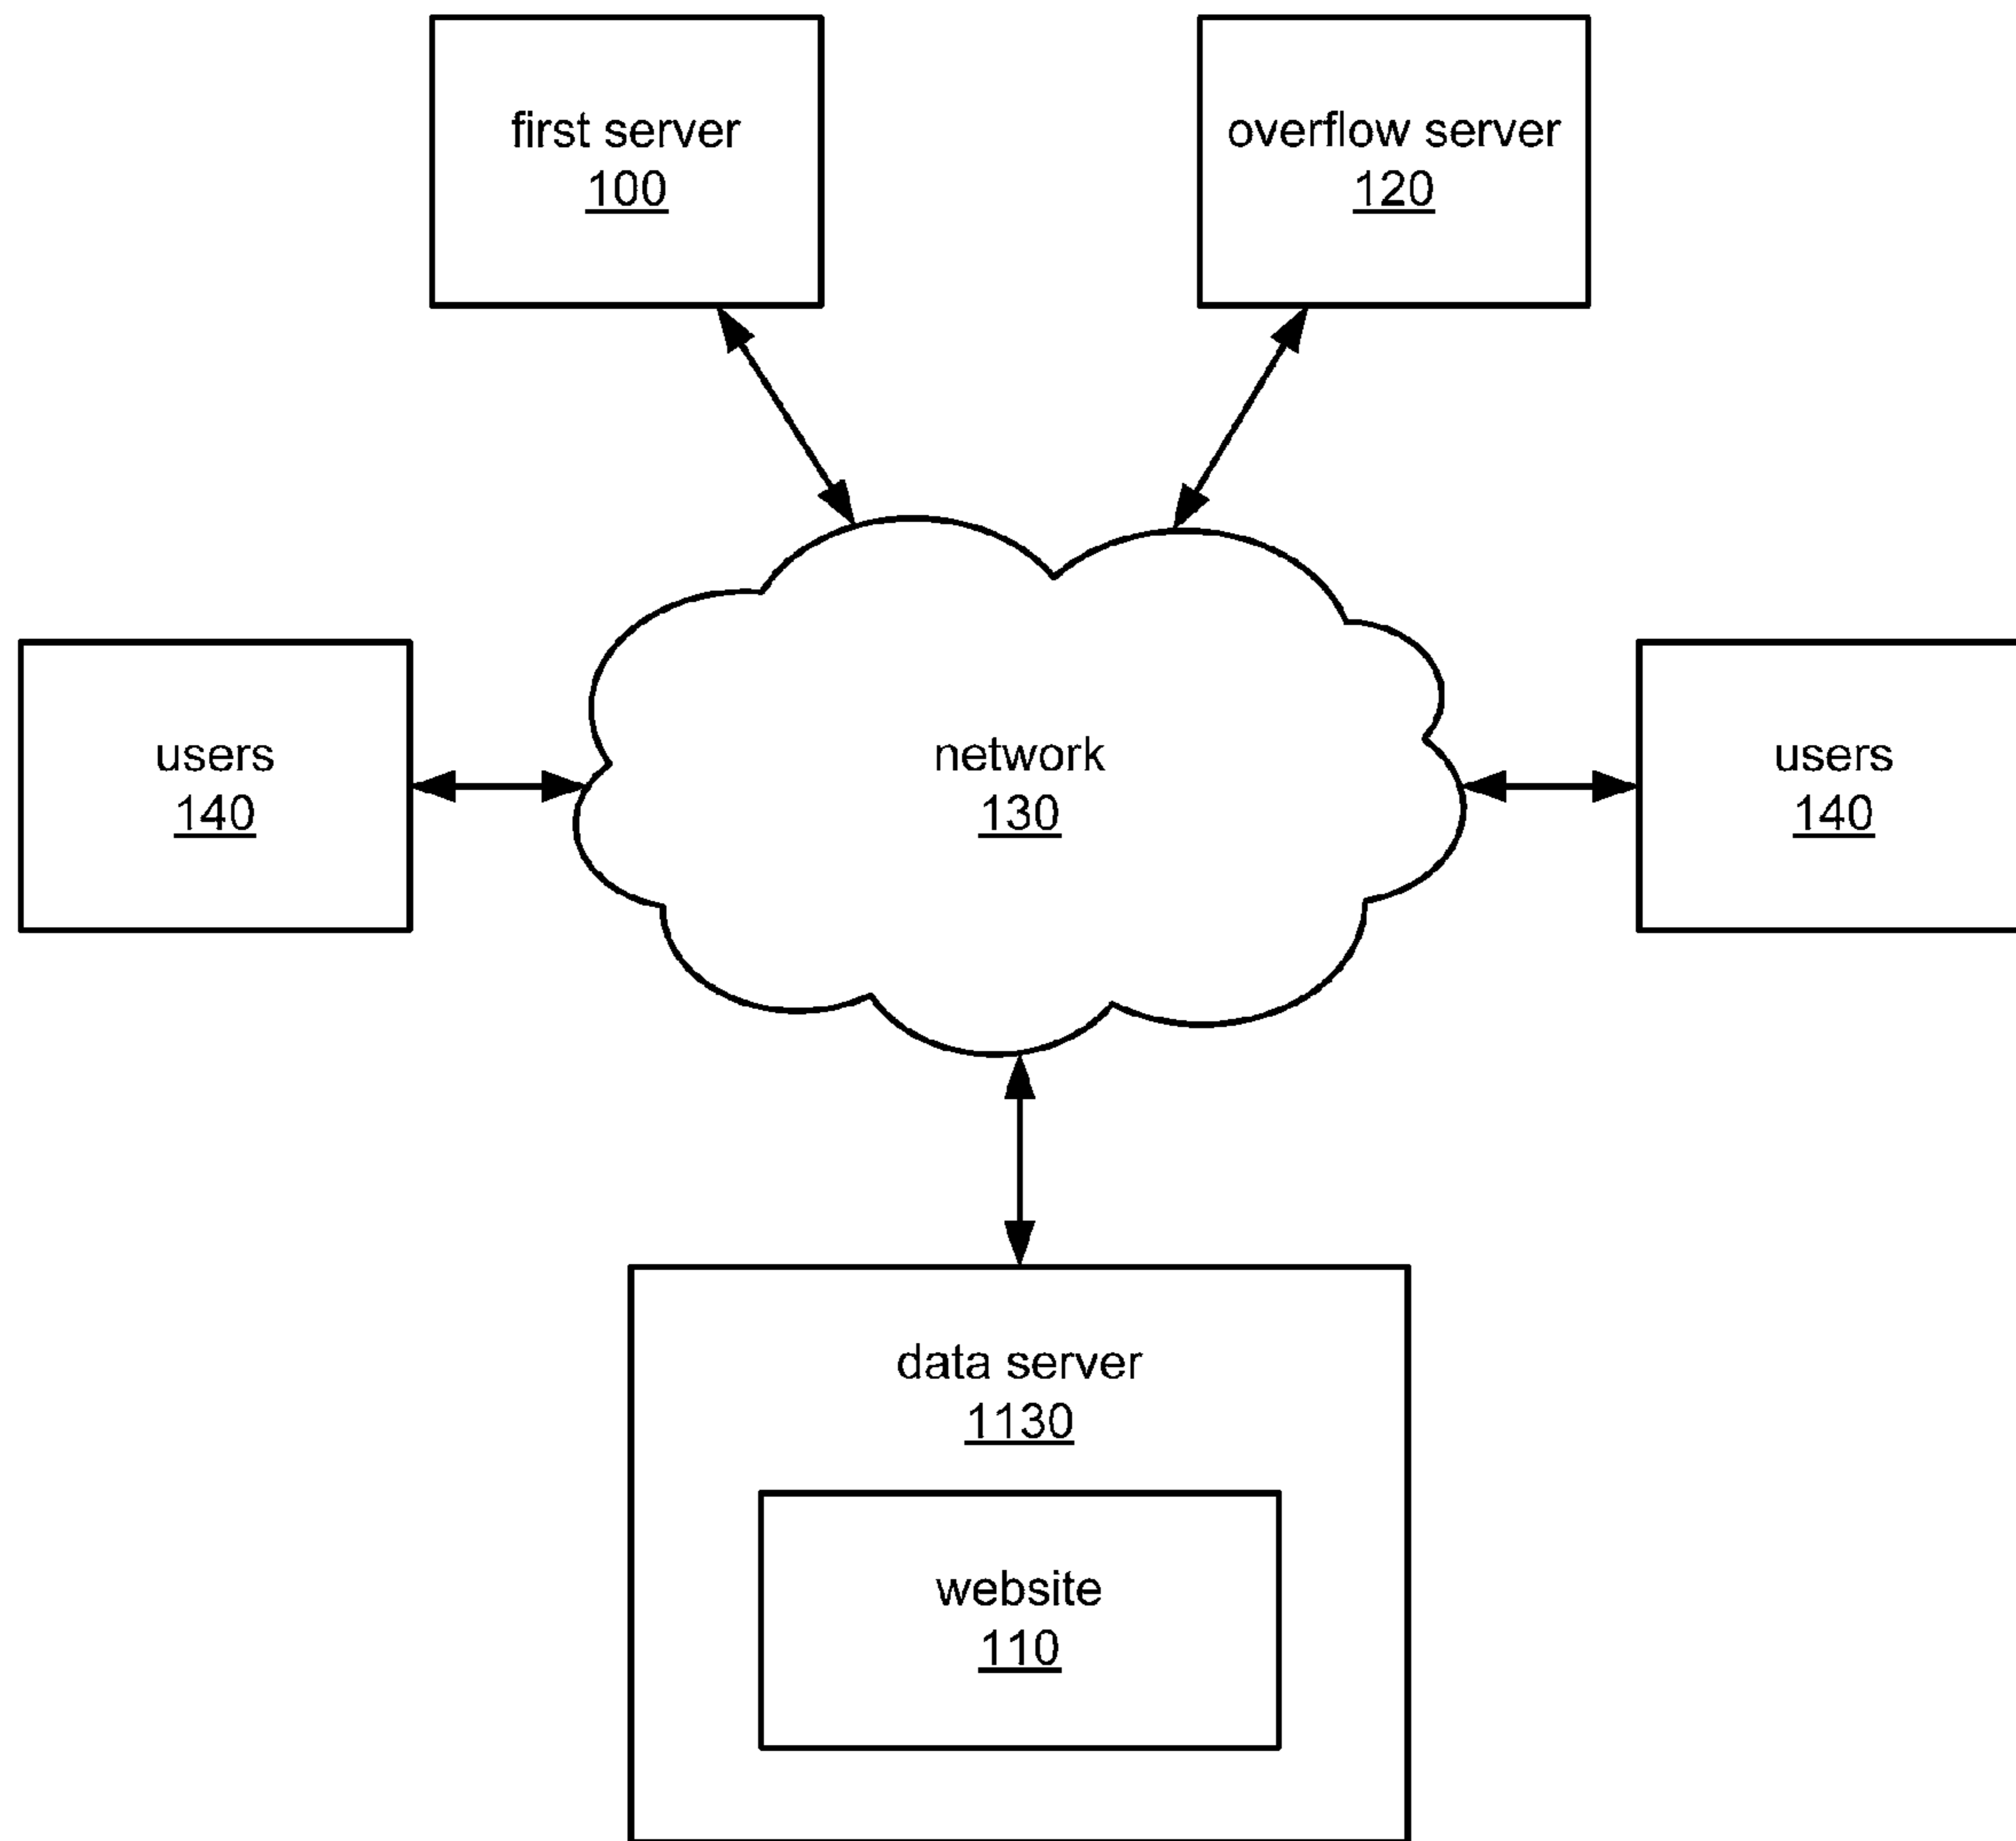 first server
100
overflow server
120
users
140
network
130
users
140
data server
1130
website
110